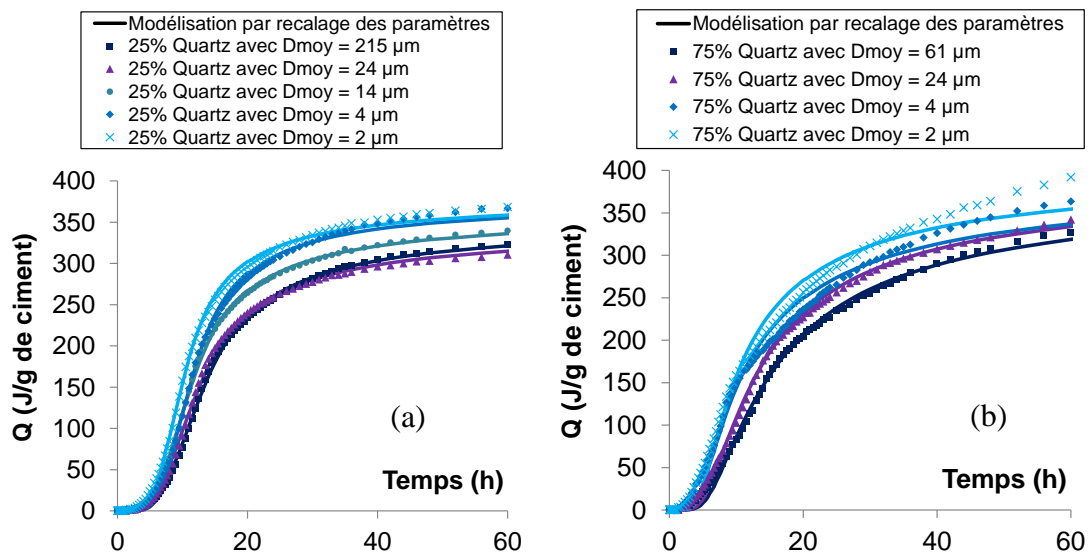 Modélisation par recalage des paramètres
25% Quartz avec Dmoy = 215 µm
25% Quartz avec Dmoy = 24 µm
25% Quartz avec Dmoy = 14 µm
25% Quartz avec Dmoy = 4 µm
25% Quartz avec Dmoy = 2 µm
400
350
300
250
200
150
100
50
0
Q (J/g de ciment)
(a)
Temps (h)
0
20
40
60
Modélisation par recalage des paramètres
75% Quartz avec Dmoy = 61 µm
75% Quartz avec Dmoy = 24 µm
75% Quartz avec Dmoy = 4 µm
75% Quartz avec Dmoy = 2 µm
400
350
300
250
200
150
100
50
0
Q (J/g de ciment)
(b)
Temps (h)
0
20
40
60